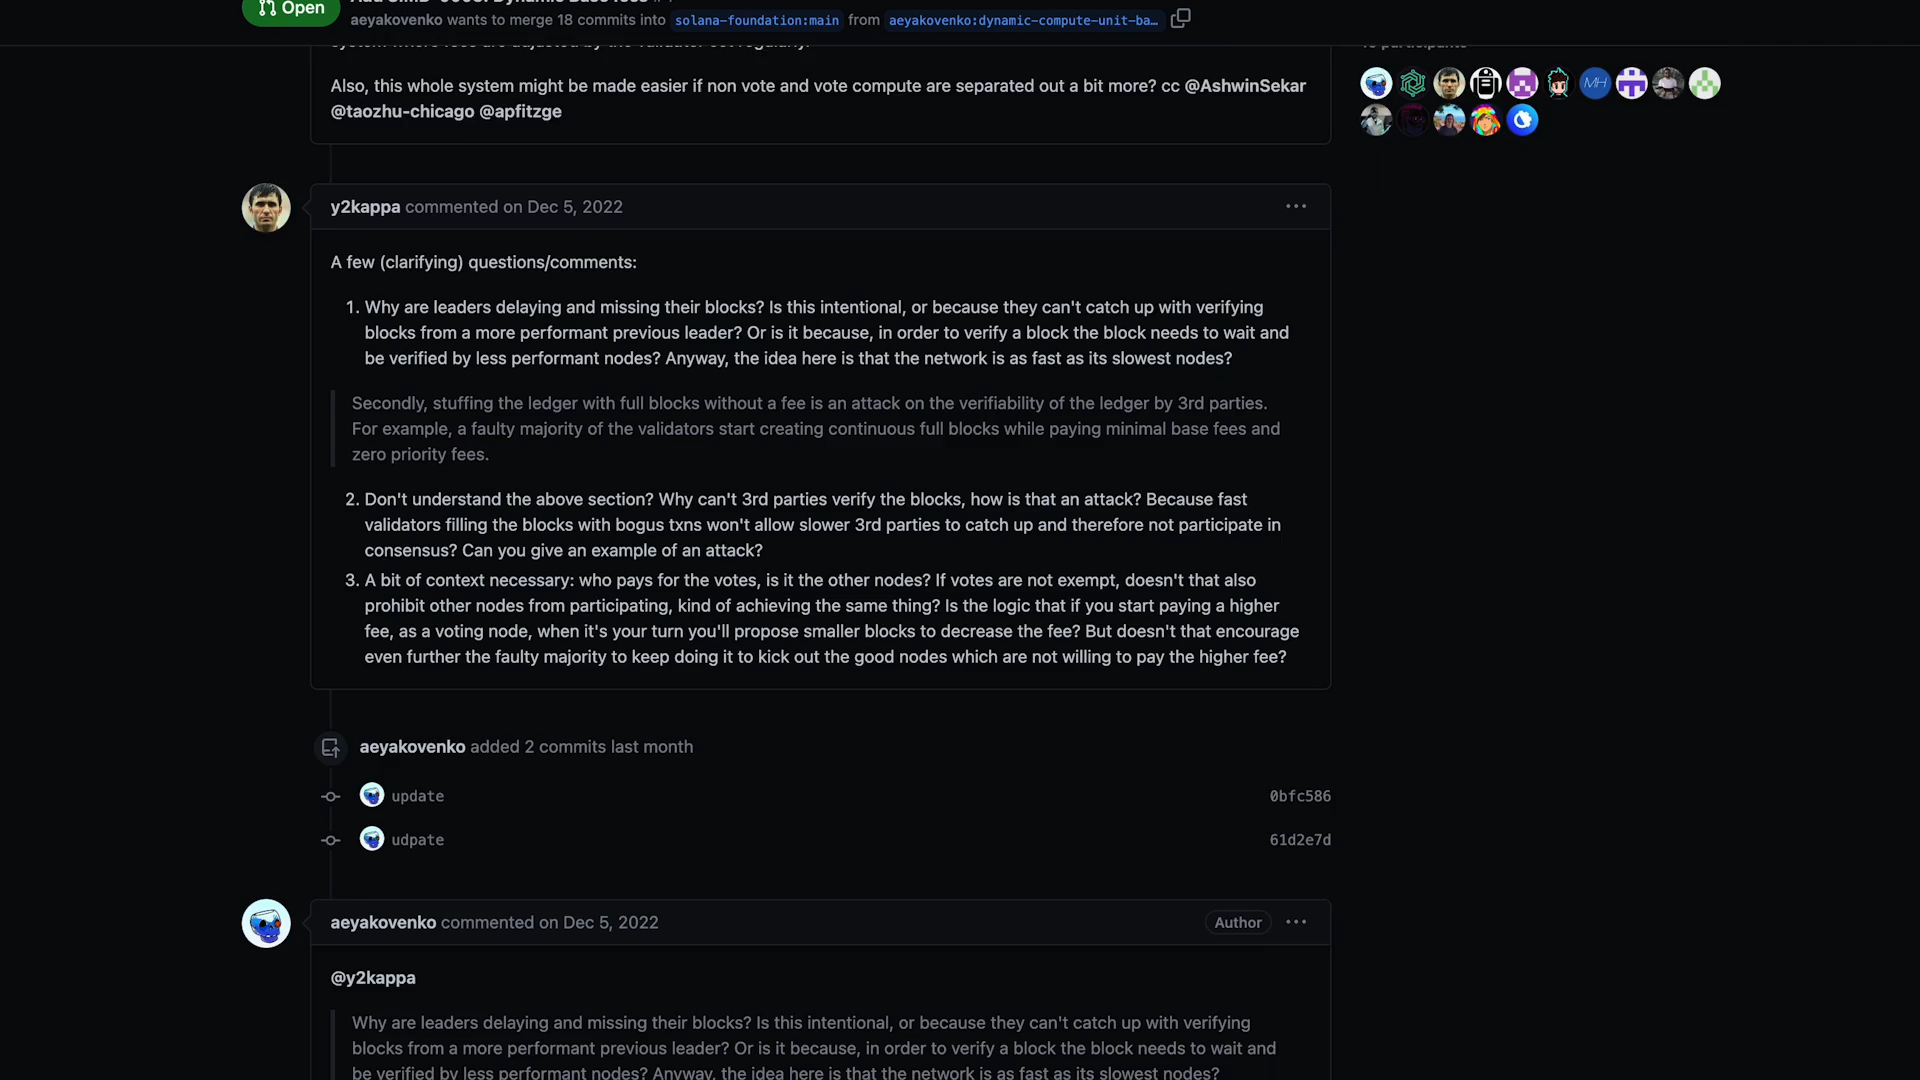 Open
aeyakovenko wants to merge 18 commits into solana-foundation:main from aeyakovenko:dynamic-compute-unit-ba…
system where fees are adjusted by the validator set regularly.
participants
Also, this whole system might be made easier if non vote and vote compute are separated out a bit more? cc @AshwinSekar
@taozhu-chicago @apfitzge
MH
y2kappa commented on Dec 5, 2022
A few (clarifying) questions/comments:
1. Why are leaders delaying and missing their blocks? Is this intentional, or because they can't catch up with verifying
blocks from a more performant previous leader? Or is it because, in order to verify a block the block needs to wait and
be verified by less performant nodes? Anyway, the idea here is that the network is as fast as its slowest nodes?
Secondly, stuffing the ledger with full blocks without a fee is an attack on the verifiability of the ledger by 3rd parties.
For example, a faulty majority of the validators start creating continuous full blocks while paying minimal base fees and
zero priority fees.
2. Don't understand the above section? Why can't 3rd parties verify the blocks, how is that an attack? Because fast
validators filling the blocks with bogus txns won't allow slower 3rd parties to catch up and therefore not participate in
consensus? Can you give an example of an attack?
3. A bit of context necessary: who pays for the votes, is it the other nodes? If votes are not exempt, doesn't that also
prohibit other nodes from participating, kind of achieving the same thing? Is the logic that if you start paying a higher
fee, as a voting node, when it's your turn you'll propose smaller blocks to decrease the fee? But doesn't that encourage
even further the faulty majority to keep doing it to kick out the good nodes which are not willing to pay the higher fee?
aeyakovenko added 2 commits last month
update 0bfc586
udpate 61d2e7d
aeyakovenko commented on Dec 5, 2022 Author
@y2kappa
Why are leaders delaying and missing their blocks? Is this intentional, or because they can't catch up with verifying
blocks from a more performant previous leader? Or is it because, in order to verify a block the block needs to wait and
be verified by less performant nodes? Anyway, the idea here is that the network is as fast as its slowest nodes?